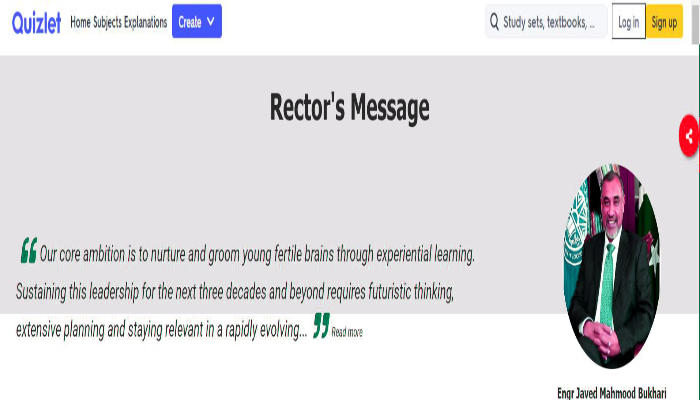 Quizlet Home Subjects Explanations Create Study sets, textbooks, ... Log in Sign up
Rector's Message
“ Our core ambition is to nurture and groom young fertile brains through experiential learning.
Sustaining this leadership for the next three decades and beyond requires futuristic thinking,
extensive planning and staying relevant in a rapidly evolving... ” Read more
Engr Javed Mahmood Bukhari